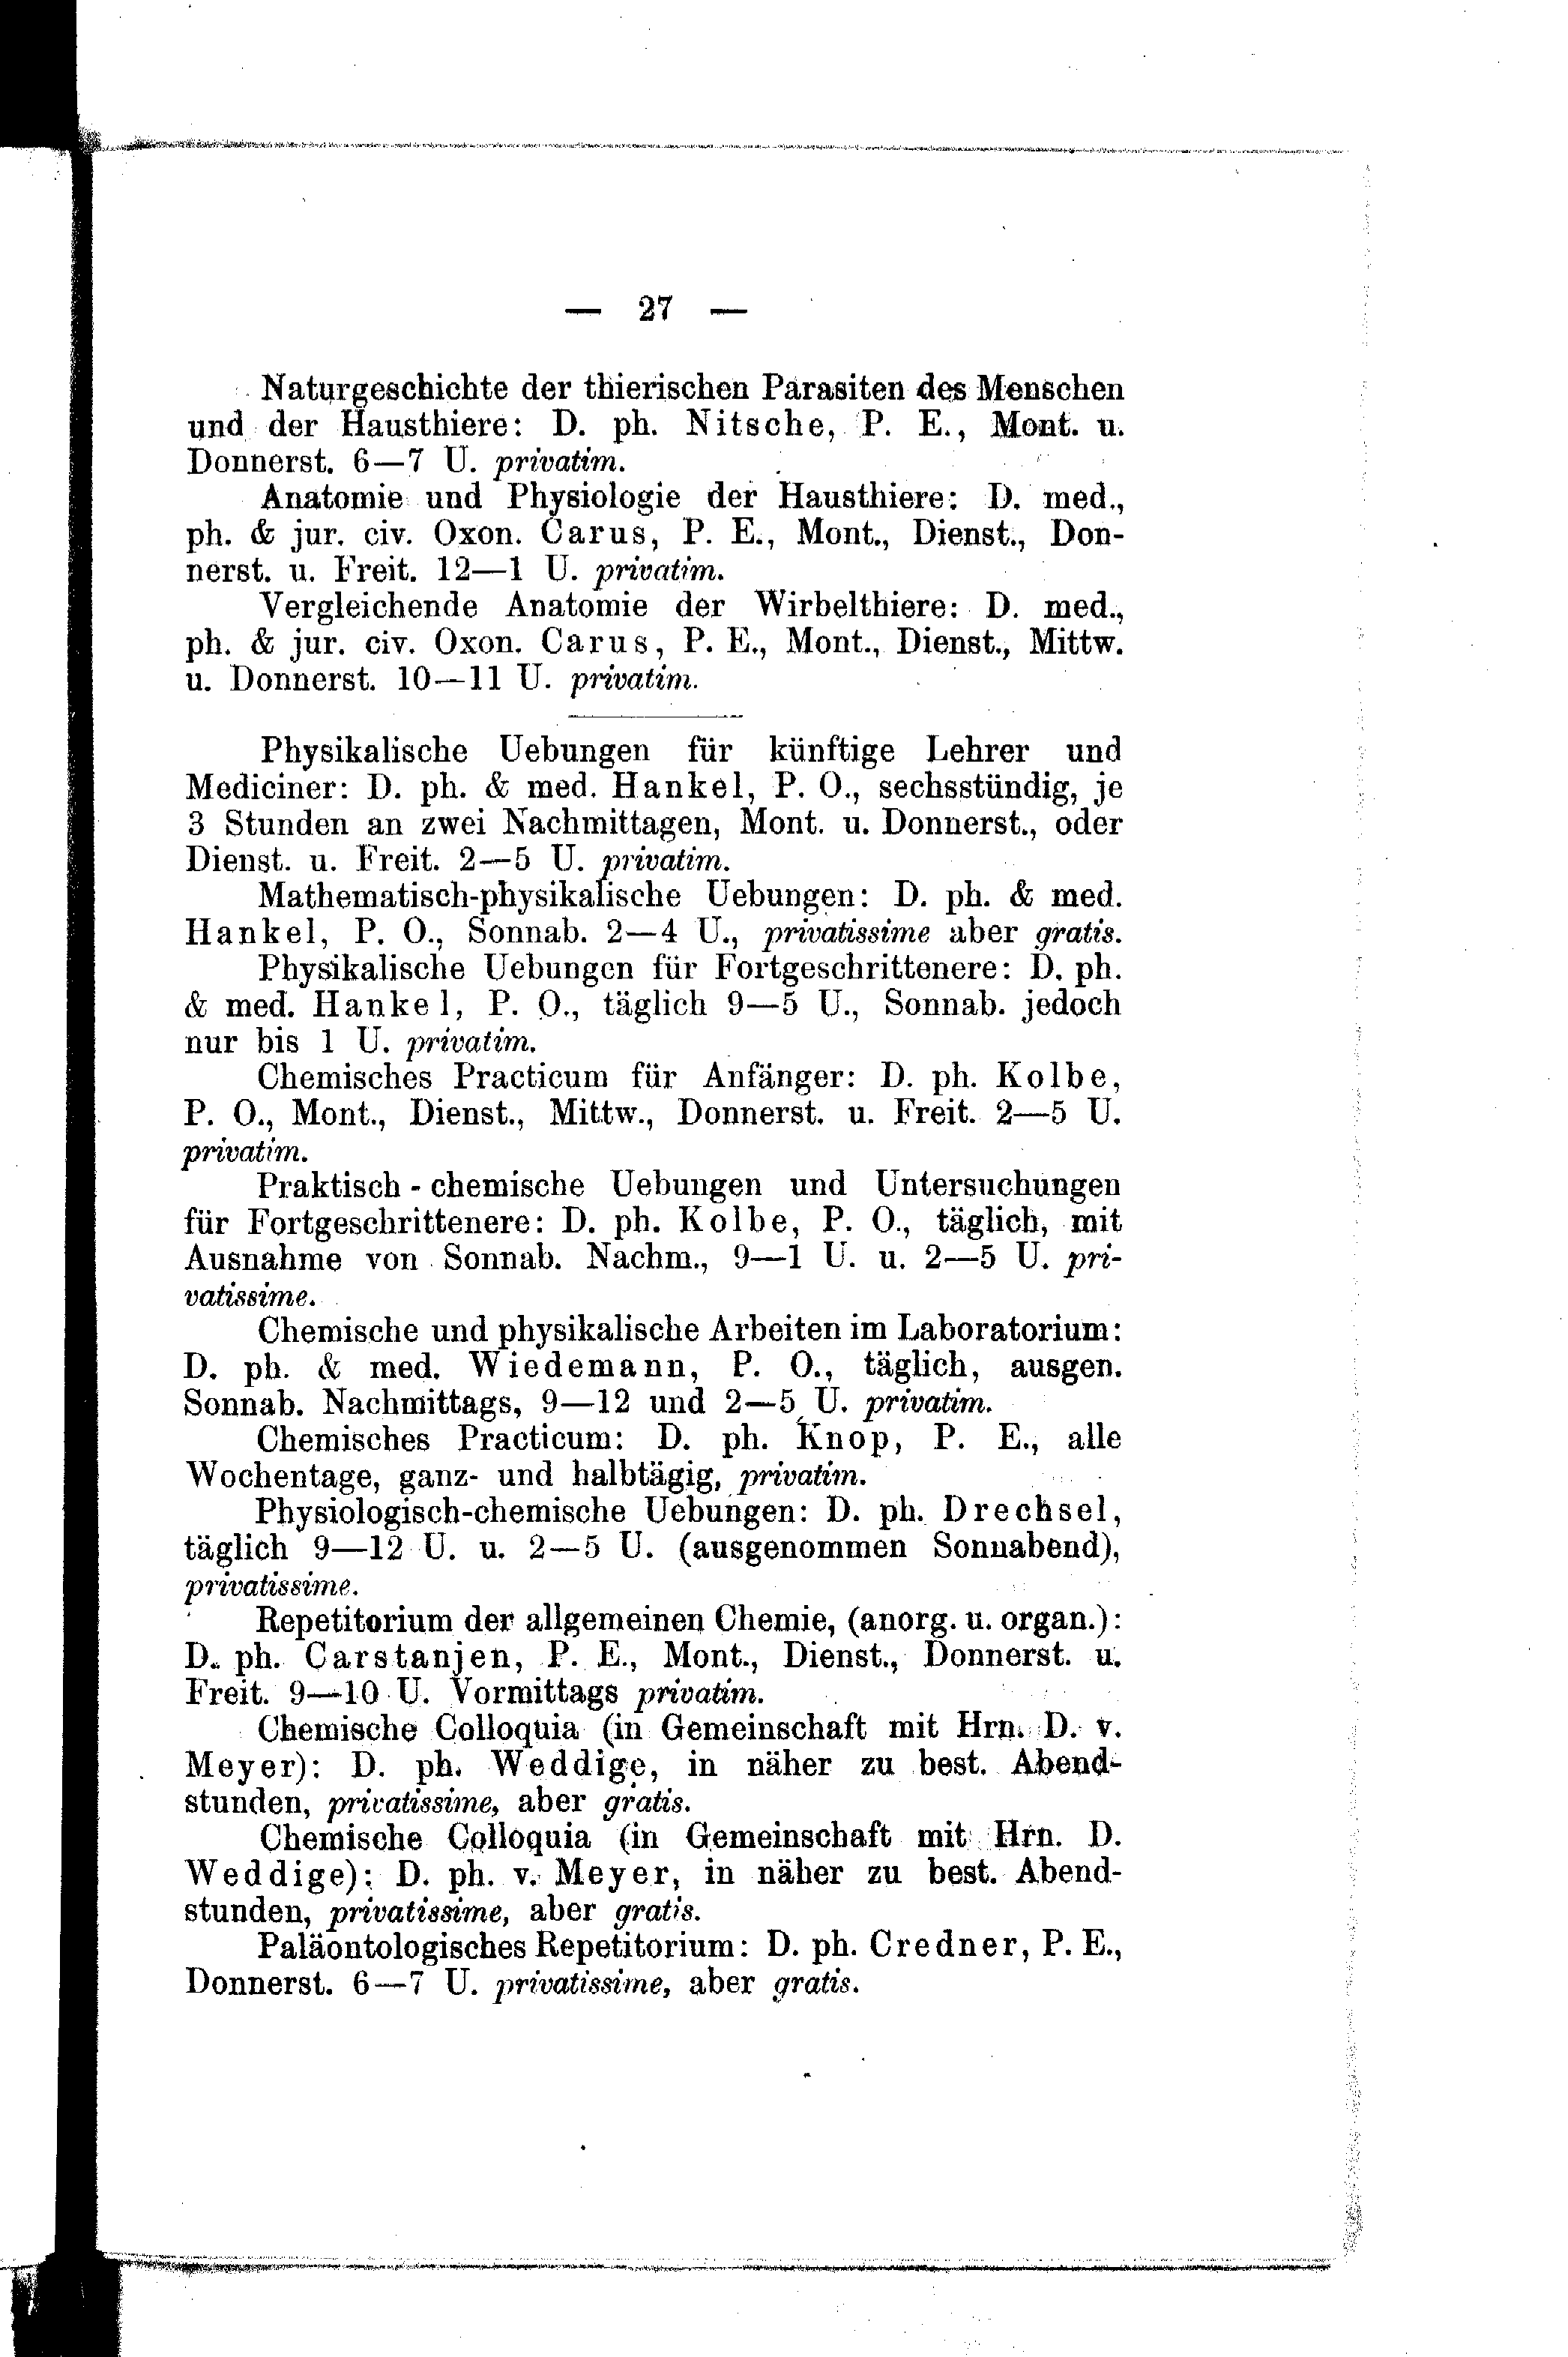 — 27 —
Naturgeschichte der thierischen Parasiten des Menschen
und der Hausthiere: D. ph. Nitsche, P. E., Mont. u.
Donnerst. 6—7 U. privatim.
Anatomie und Physiologie der Hausthiere: D. med.,
ph. & jur. civ. Oxon. Carus, P. E., Mont., Dienst., Don-
nerst. u. Freit. 12—1 U. privatim.
Vergleichende Anatomie der Wirbelthiere: D. med.,
ph. & jur. civ. Oxon. Carus, P. E., Mont., Dienst., Mittw.
u. Donnerst. 10—11 U. privatim.
Physikalische Uebungen für künftige Lehrer und
Mediciner: D. ph. & med. Hankel, P. O., sechsstündig, je
3 Stunden an zwei Nachmittagen, Mont. u. Donnerst., oder
Dienst. u. Freit. 2—5 U. privatim.
Mathematisch-physikalische Uebungen: D. ph. & med.
Hankel, P. O., Sonnab. 2—4 U., privatissime aber gratis.
Physikalische Uebungen für Fortgeschrittenere: D. ph.
& med. Hankel, P. O., täglich 9—5 U., Sonnab. jedoch
nur bis 1 U. privatim.
Chemisches Practicum für Anfänger: D. ph. Kolbe,
P. O., Mont., Dienst., Mittw., Donnerst. u. Freit. 2—5 U.
privatim.
Praktisch-chemische Uebungen und Untersuchungen
für Fortgeschrittenere: D. ph. Kolbe, P. O., täglich, mit
Ausnahme von Sonnab. Nachm., 9—1 U. u. 2—5 U. pri-
vatissime.
Chemische und physikalische Arbeiten im Laboratorium:
D. ph. & med. Wiedemann, P. O., täglich, ausgen.
Sonnab. Nachmittags, 9—12 und 2—5 U. privatim.
Chemisches Practicum: D. ph. Knop, P. E., alle
Wochentage, ganz- und halbtägig, privatim.
Physiologisch-chemische Uebungen: D. ph. Drechsel,
täglich 9—12 U. u. 2—5 U. (ausgenommen Sonnabend),
privatissime.
Repetitorium der allgemeinen Chemie, (anorg. u. organ.):
D. ph. Carstanjen, P. E., Mont., Dienst., Donnerst. u.
Freit. 9—10 U. Vormittags privatim.
Chemische Colloquia (in Gemeinschaft mit Hrn. D. v.
Meyer): D. ph. Weddige, in näher zu best. Abend-
stunden, privatissime, aber gratis.
Chemische Colloquia (in Gemeinschaft mit Hrn. D.
Weddige): D. ph. v. Meyer, in näher zu best. Abend-
stunden, privatissime, aber gratis.
Paläontologisches Repetitorium: D. ph. Credner, P. E.,
Donnerst. 6—7 U. privatissime, aber gratis.